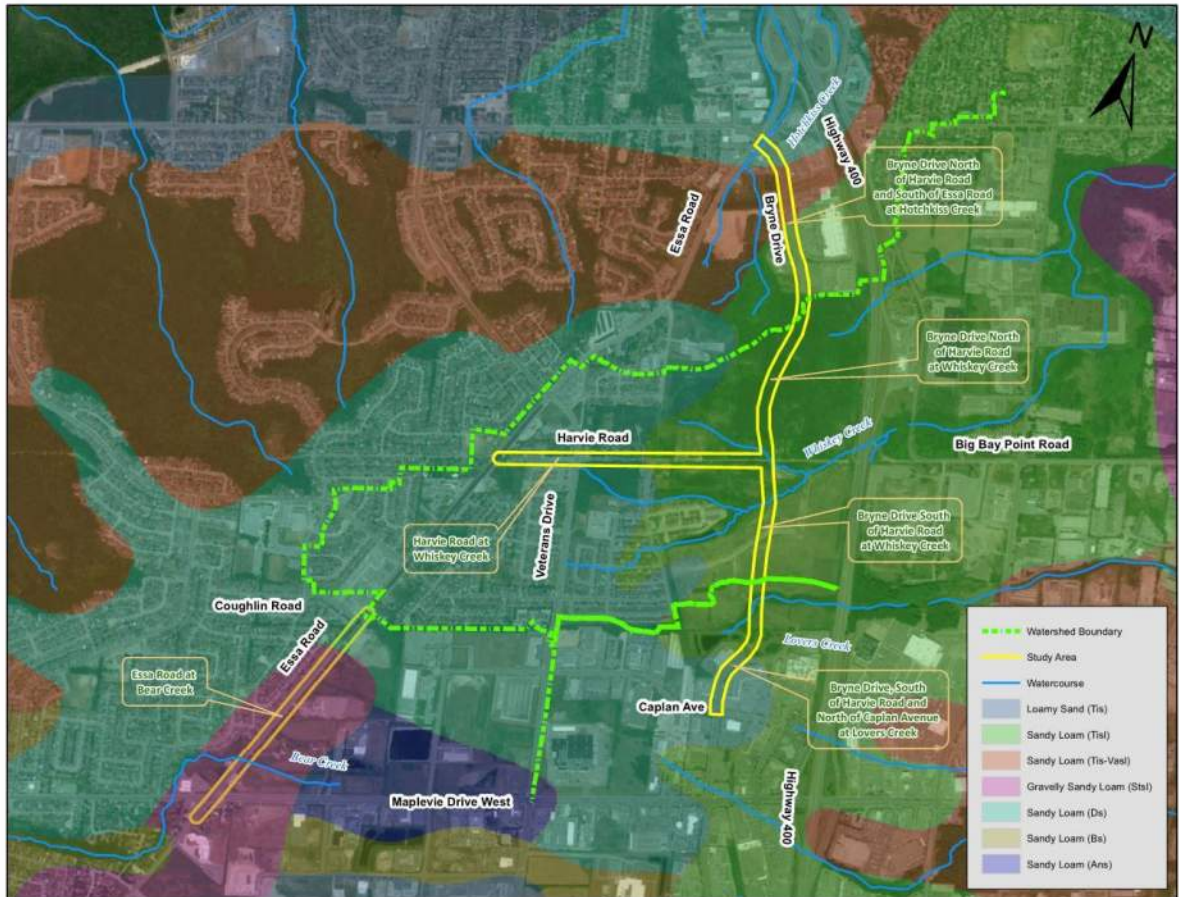 N
Hotchkiss Creek
Highway 400
Bryne Drive North
of Harvie Road
and South of Essa Road
at Hotchkiss Creek
Essa Road
Bryne Drive
Bryne Drive North
of Harvie Road
at Whiskey Creek
Harvie Road
Whiskey Creek
Big Bay Point Road
Harvie Road at
Whiskey Creek
Veterans Drive
Bryne Drive South
of Harvie Road
at Whiskey Creek
Coughlin Road
Essa Road
Essa Road at
Bear Creek
Lovers Creek
Caplan Ave
Bryne Drive, South
of Harvie Road and
North of Caplan Avenue
at Lovers Creek
Bear Creek
Maplevie Drive West
Highway 400
Watershed Boundary
Study Area
Watercourse
Loamy Sand (Tis)
Sandy Loam (Tisl)
Sandy Loam (Tis-Vasl)
Gravelly Sandy Loam (Stsl)
Sandy Loam (Ds)
Sandy Loam (Bs)
Sandy Loam (Ans)